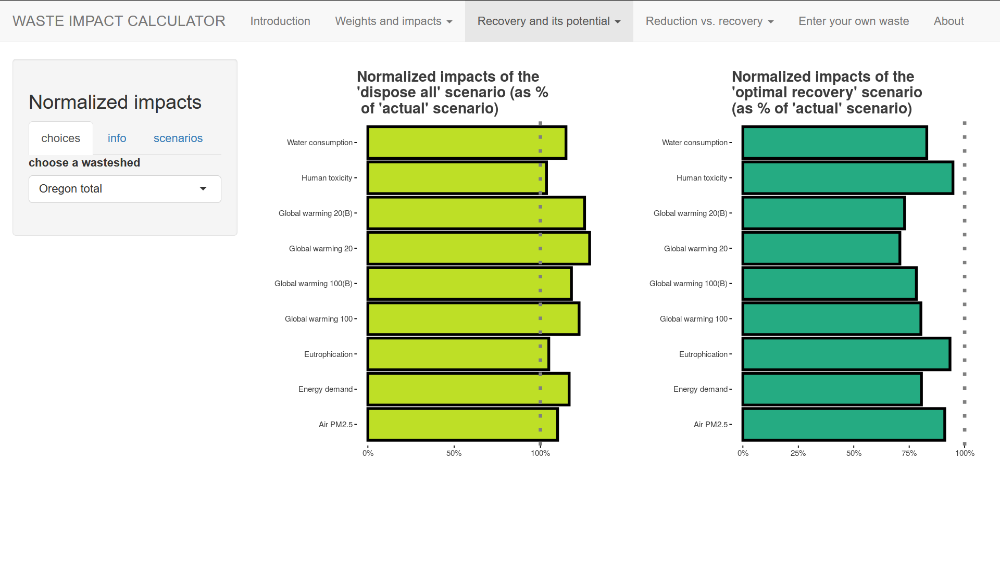 WASTE IMPACT CALCULATOR Introduction Weights and impacts Recovery and its potential Reduction vs. recovery Enter your own waste About
Normalized impacts
choices info scenarios
choose a wasteshed
Oregon total
Normalized impacts of the
'dispose all' scenario (as %
of 'actual' scenario)
Water consumption
Human toxicity
Global warming 20(B)
Global warming 20
Global warming 100(B)
Global warming 100
Eutrophication
Energy demand
Air PM2.5
0% 50% 100%
Normalized impacts of the
'optimal recovery' scenario
(as % of 'actual' scenario)
Water consumption
Human toxicity
Global warming 20(B)
Global warming 20
Global warming 100(B)
Global warming 100
Eutrophication
Energy demand
Air PM2.5
0% 25% 50% 75% 100%